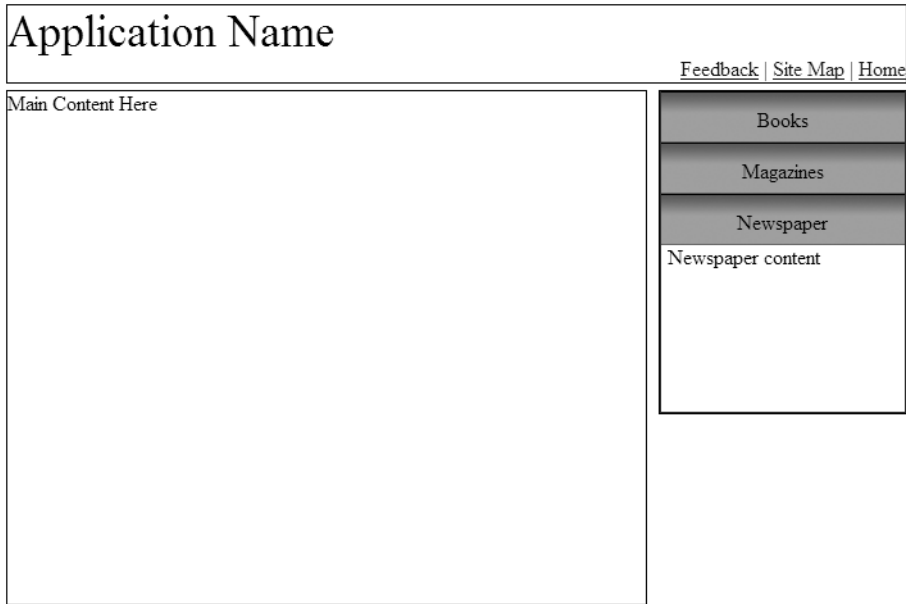 Application Name
Feedback | Site Map | Home
Main Content Here
Books
Magazines
Newspaper
Newspaper content